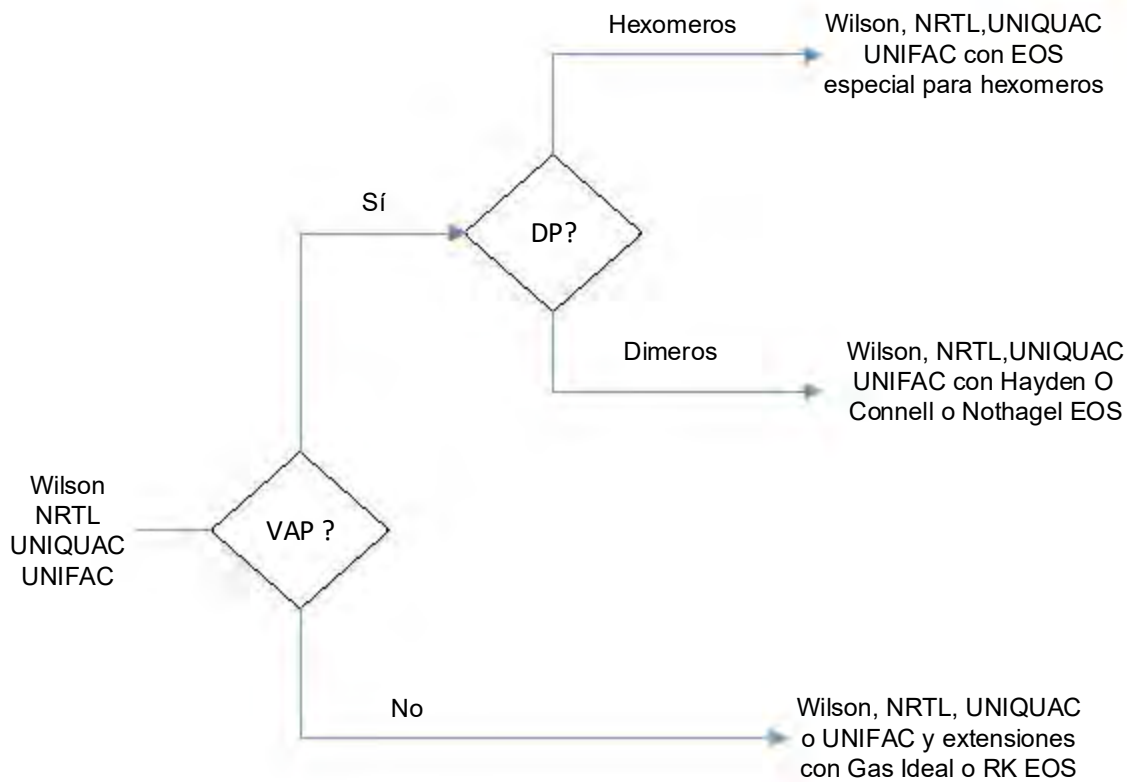 Hexomeros
Wilson, NRTL,UNIQUAC
UNIFAC con EOS
especial para hexomeros
Sí
DP?
Dimeros
Wilson, NRTL,UNIQUAC
UNIFAC con Hayden O
Connell o Nothagel EOS
Wilson
NRTL
UNIQUAC
UNIFAC
VAP ?
No
Wilson, NRTL, UNIQUAC
o UNIFAC y extensiones
con Gas Ideal o RK EOS